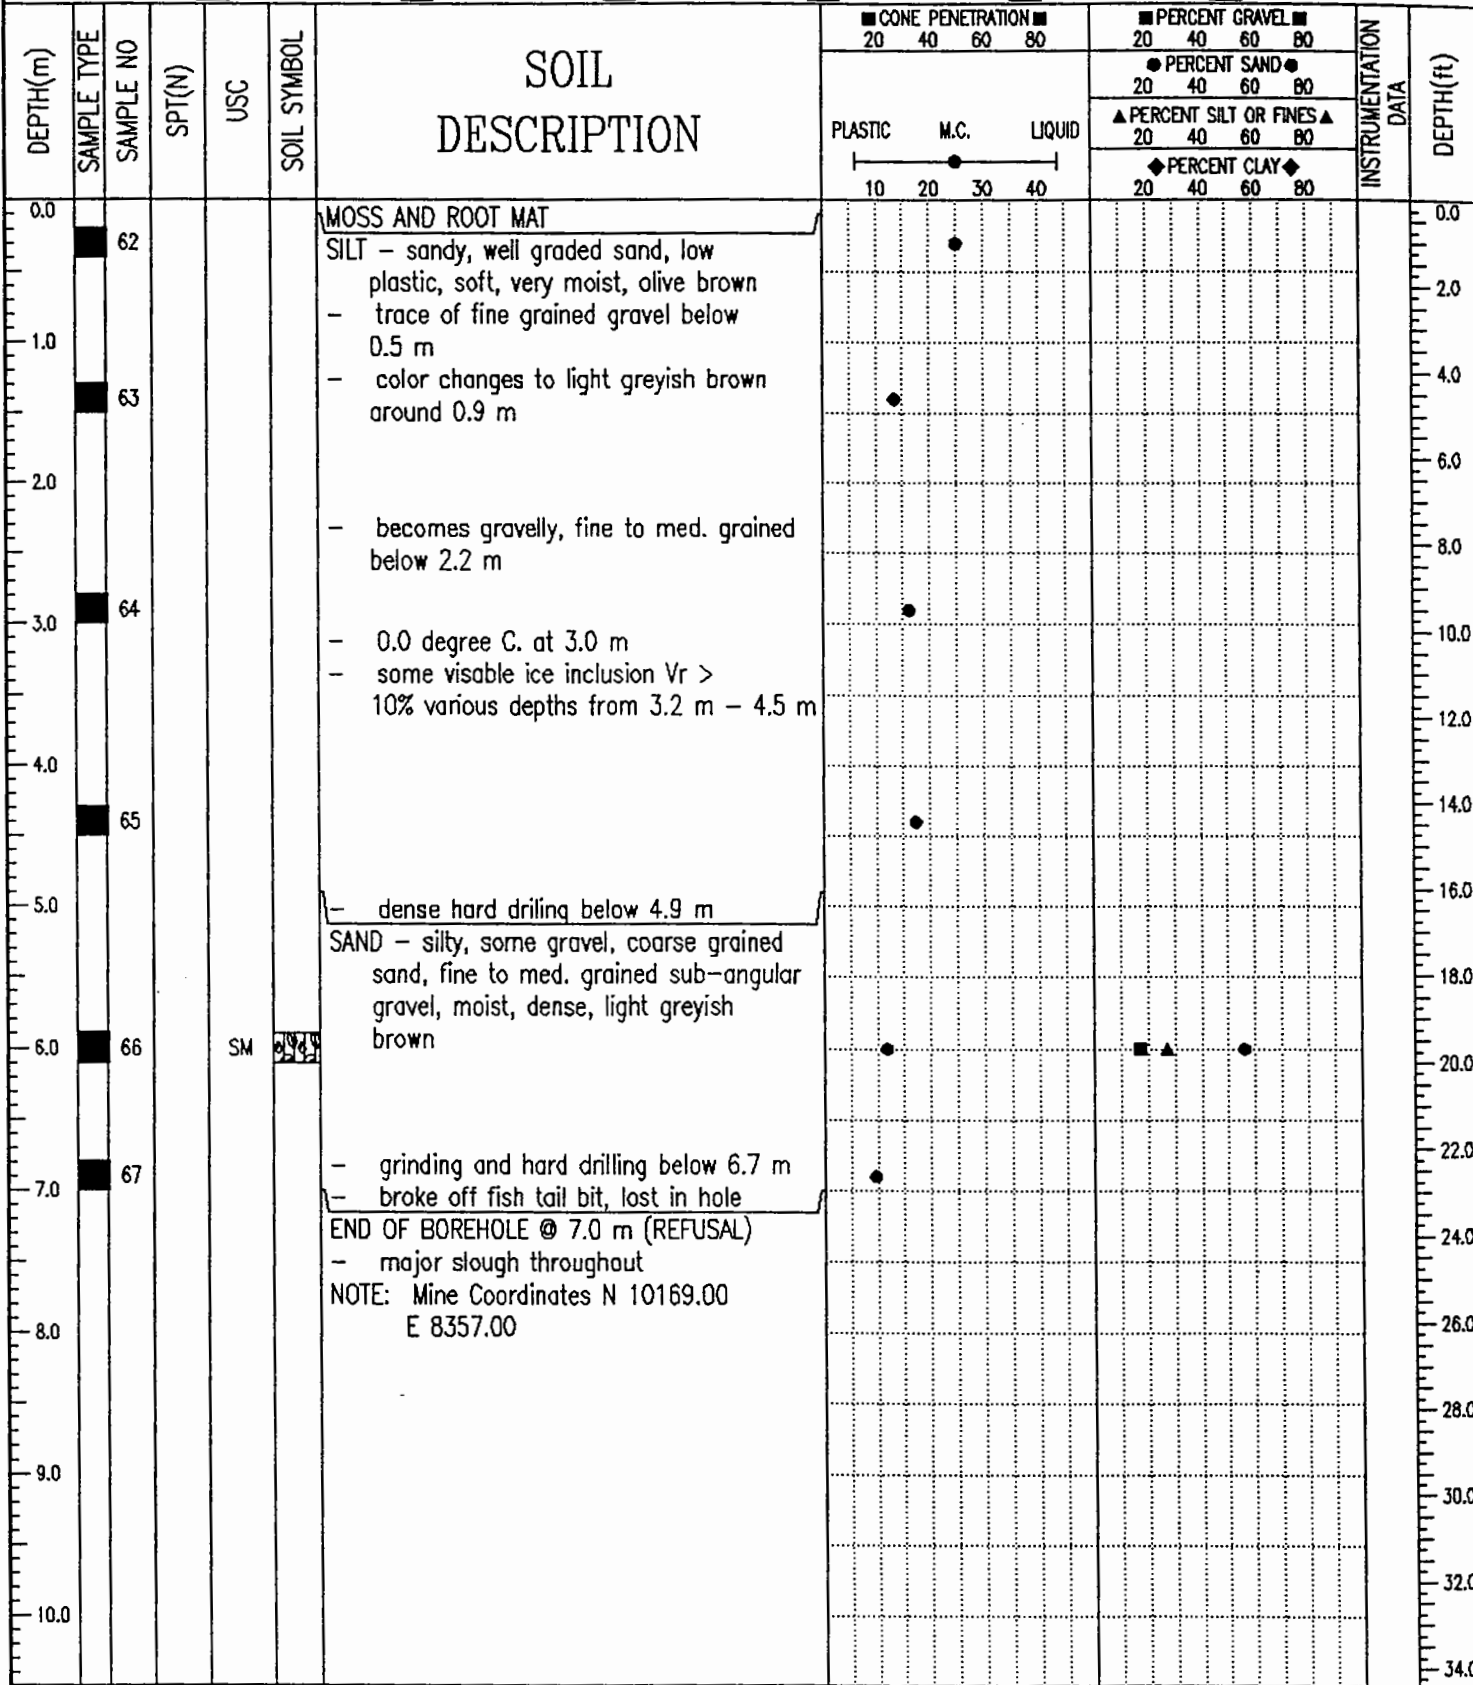 DEPTH(m)
SAMPLE TYPE
SAMPLE NO
SPT(N)
USC
SOIL SYMBOL
SOIL
DESCRIPTION
■ CONE PENETRATION ■
20 40 60 80
PLASTIC M.C. LIQUID
10 20 30 40
■ PERCENT GRAVEL ■
20 40 60 80
● PERCENT SAND ●
20 40 60 80
▲ PERCENT SILT OR FINES ▲
20 40 60 80
◆ PERCENT CLAY ◆
20 40 60 80
INSTRUMENTATION
DATA
DEPTH(ft)
0.0
1.0
2.0
3.0
4.0
5.0
6.0
7.0
8.0
9.0
10.0
62
63
64
65
66
67
SM
MOSS AND ROOT MAT
SILT – sandy, well graded sand, low
plastic, soft, very moist, olive brown
– trace of fine grained gravel below
0.5 m
– color changes to light greyish brown
around 0.9 m
– becomes gravelly, fine to med. grained
below 2.2 m
– 0.0 degree C. at 3.0 m
– some visable ice inclusion Vr >
10% various depths from 3.2 m – 4.5 m
– dense hard driling below 4.9 m
SAND – silty, some gravel, coarse grained
sand, fine to med. grained sub-angular
gravel, moist, dense, light greyish
brown
– grinding and hard drilling below 6.7 m
– broke off fish tail bit, lost in hole
END OF BOREHOLE @ 7.0 m (REFUSAL)
– major slough throughout
NOTE: Mine Coordinates N 10169.00
E 8357.00
0.0
2.0
4.0
6.0
8.0
10.0
12.0
14.0
16.0
18.0
20.0
22.0
24.0
26.0
28.0
30.0
32.0
34.0